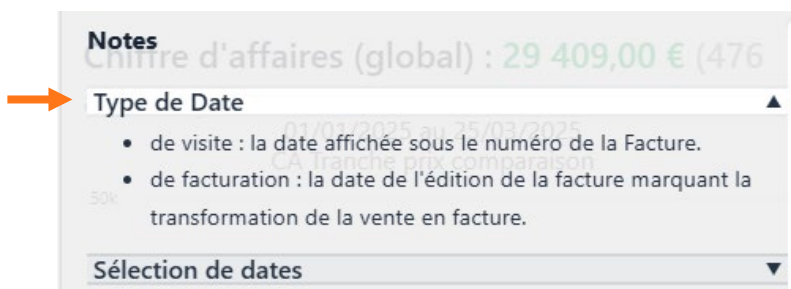 Notes
Chiffre d'affaires (global) : 29 409,00 € (476
Type de Date ▲
01/01/2025 au 25/03/2025
• de visite : la date affichée sous le numéro de la Facture.
CA Tranche prix comparaison
• de facturation : la date de l'édition de la facture marquant la
50k
transformation de la vente en facture.
Sélection de dates ▼